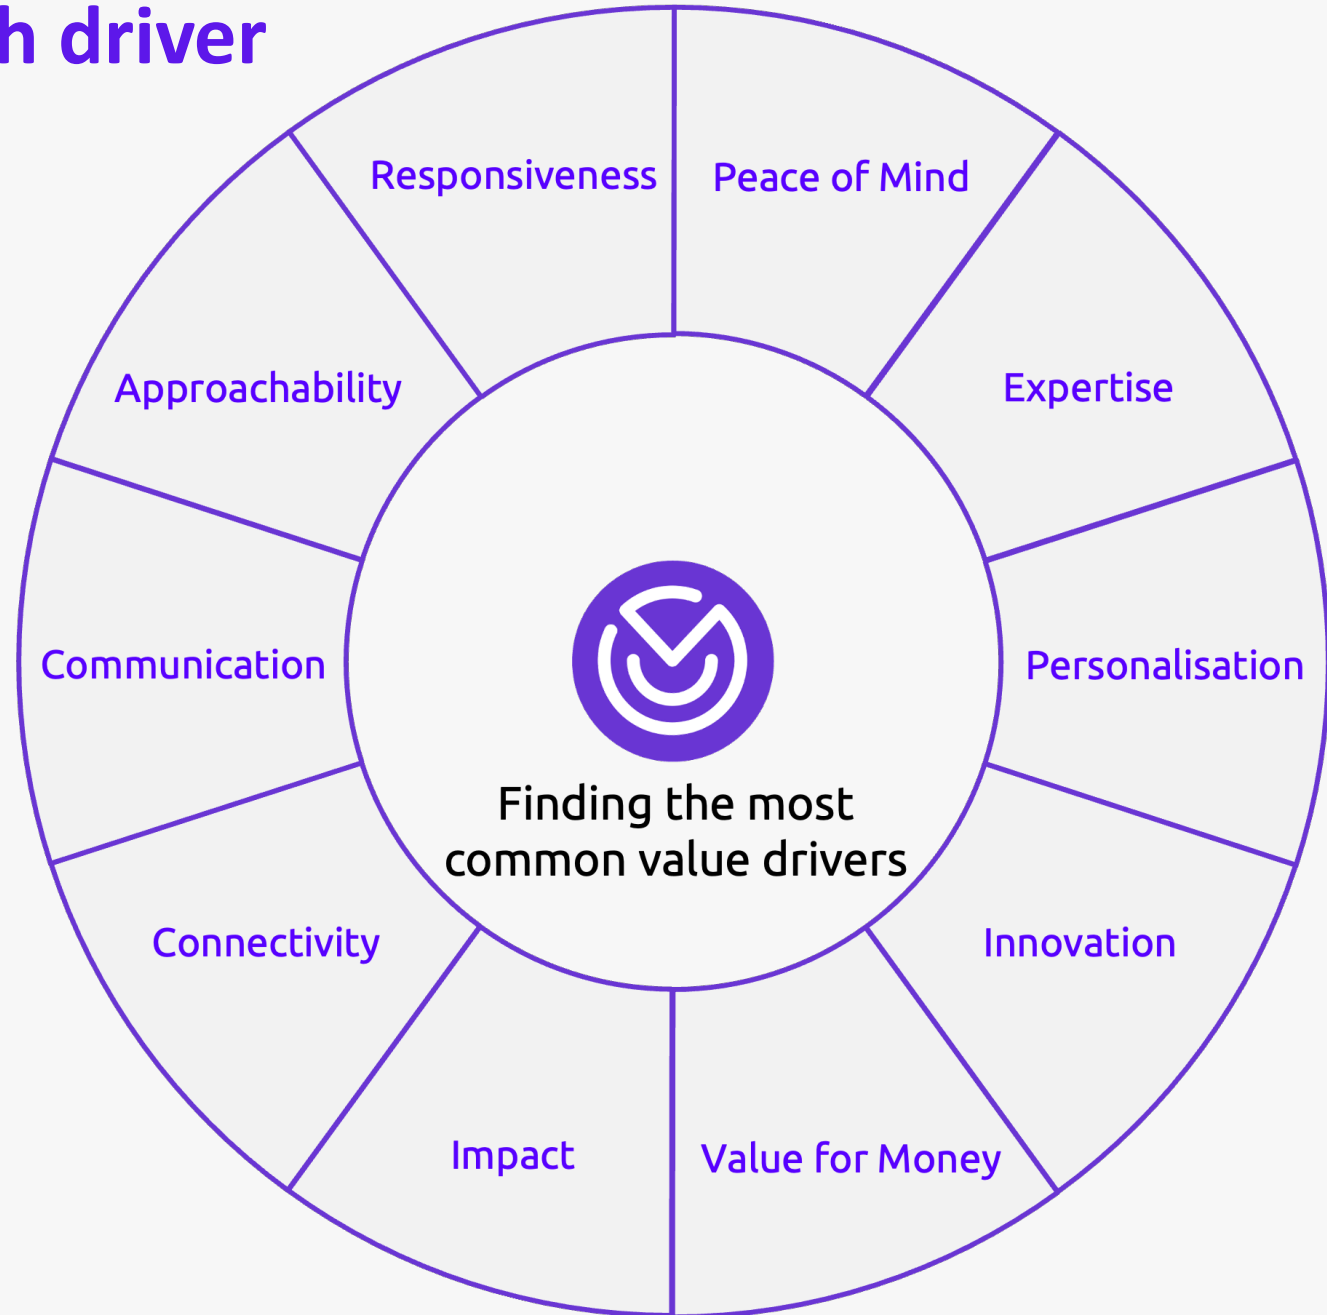 h driver
Responsiveness
Peace of Mind
Approachability
Expertise
Communication
Personalisation
Finding the most
common value drivers
Connectivity
Innovation
Impact
Value for Money